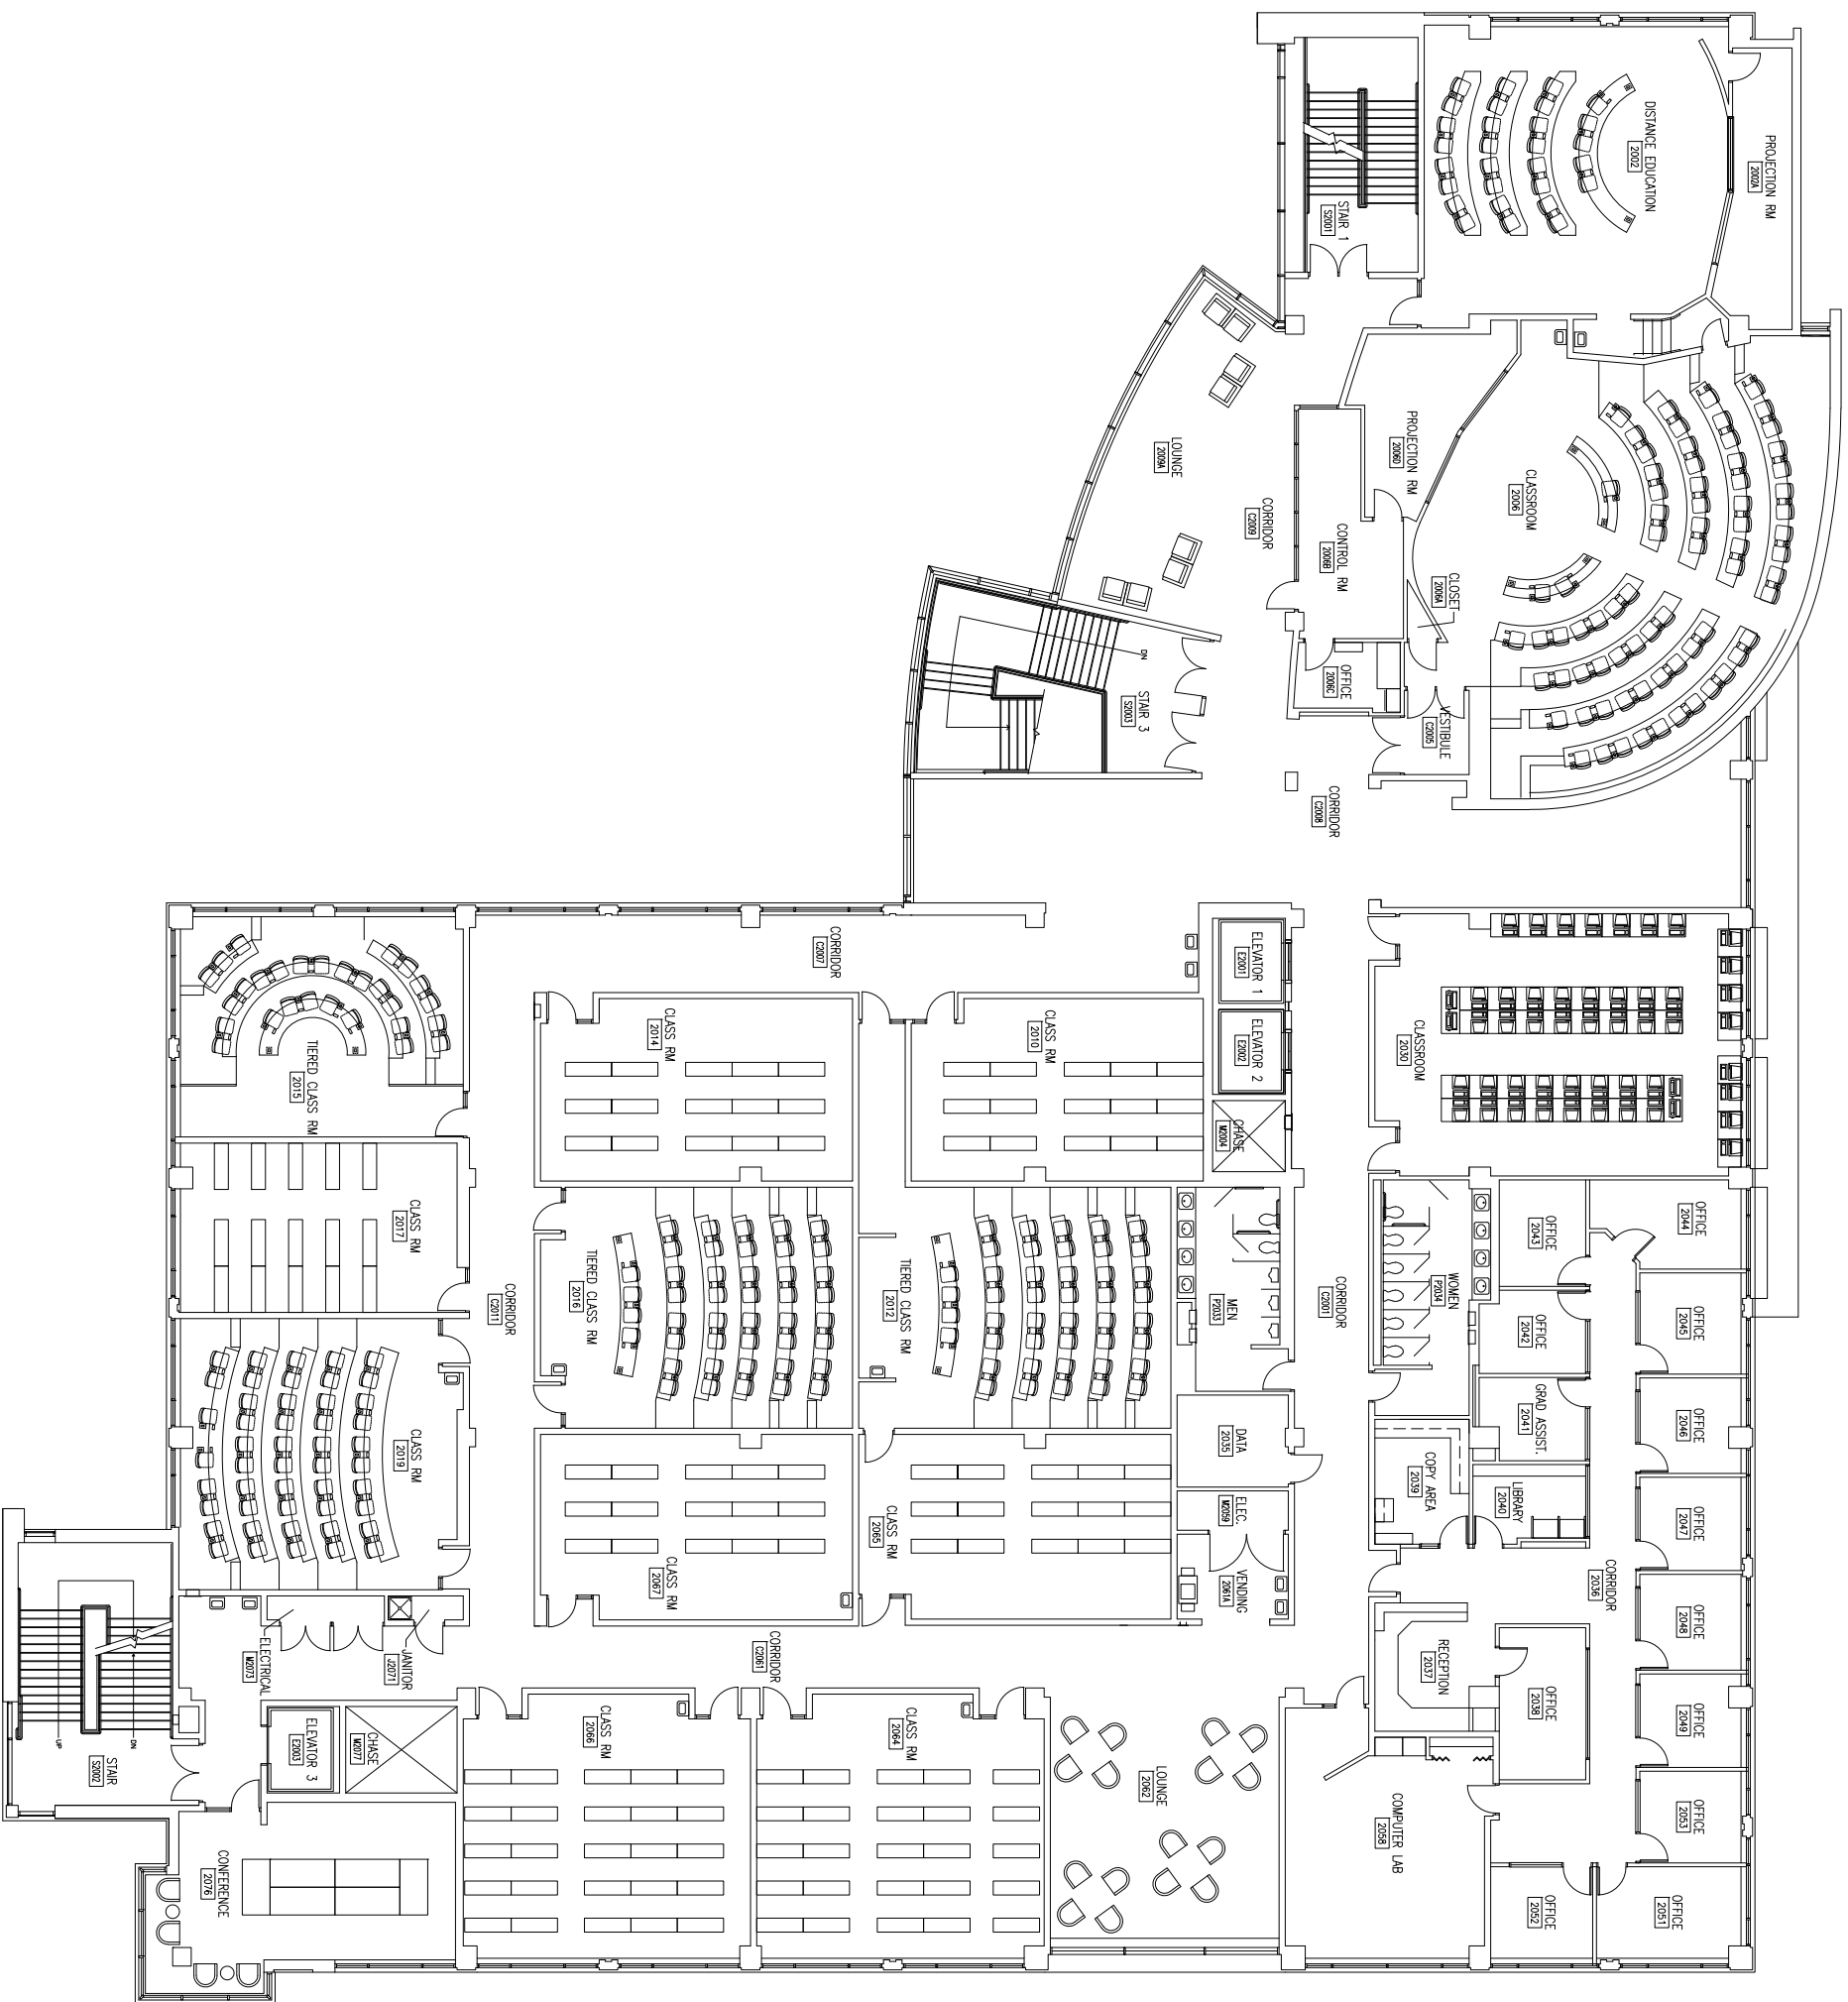 PROJECTION RM
2002A
DISTANCE EDUCATION
2002
STAIR 1
S2001
LOUNGE
2009A
CORRIDOR
C2009
PROJECTION RM
2006D
CONTROL RM
2006B
CLOSET
2006A
OFFICE
2006C
CLASSROOM
2006
VESTIBULE
C2005
STAIR 3
S2003
DN
CORRIDOR
C2008
CORRIDOR
C2007
ELEVATOR 1
E2001
ELEVATOR 2
E2002
CHASE
M2004
CLASSROOM
2030
CLASS RM
2014
CLASS RM
2010
TIERED CLASS RM
2015
CLASS RM
2017
CLASS RM
2019
CORRIDOR
C2011
TIERED CLASS RM
2016
TIERED CLASS RM
2012
MEN
P2033
CORRIDOR
C2001
WOMEN
P2034
OFFICE
2043
OFFICE
2044
OFFICE
2042
OFFICE
2045
GRAD ASSIST.
2041
OFFICE
2046
DATA
2035
COPY AREA
2039
LIBRARY
2040
OFFICE
2047
ELEC.
M2059
VENDING
2061A
CLASS RM
2065
CLASS RM
2067
CORRIDOR
2036
OFFICE
2048
RECEPTION
2037
OFFICE
2038
OFFICE
2049
OFFICE
2053
OFFICE
2052
OFFICE
2051
COMPUTER LAB
2058
LOUNGE
2062
CORRIDOR
C2061
CLASS RM
2064
CLASS RM
2066
JANITOR
J2071
ELECTRICAL
M2073
CHASE
M2077
ELEVATOR 3
E2003
STAIR
S2002
UP
DN
CONFERENCE
2076